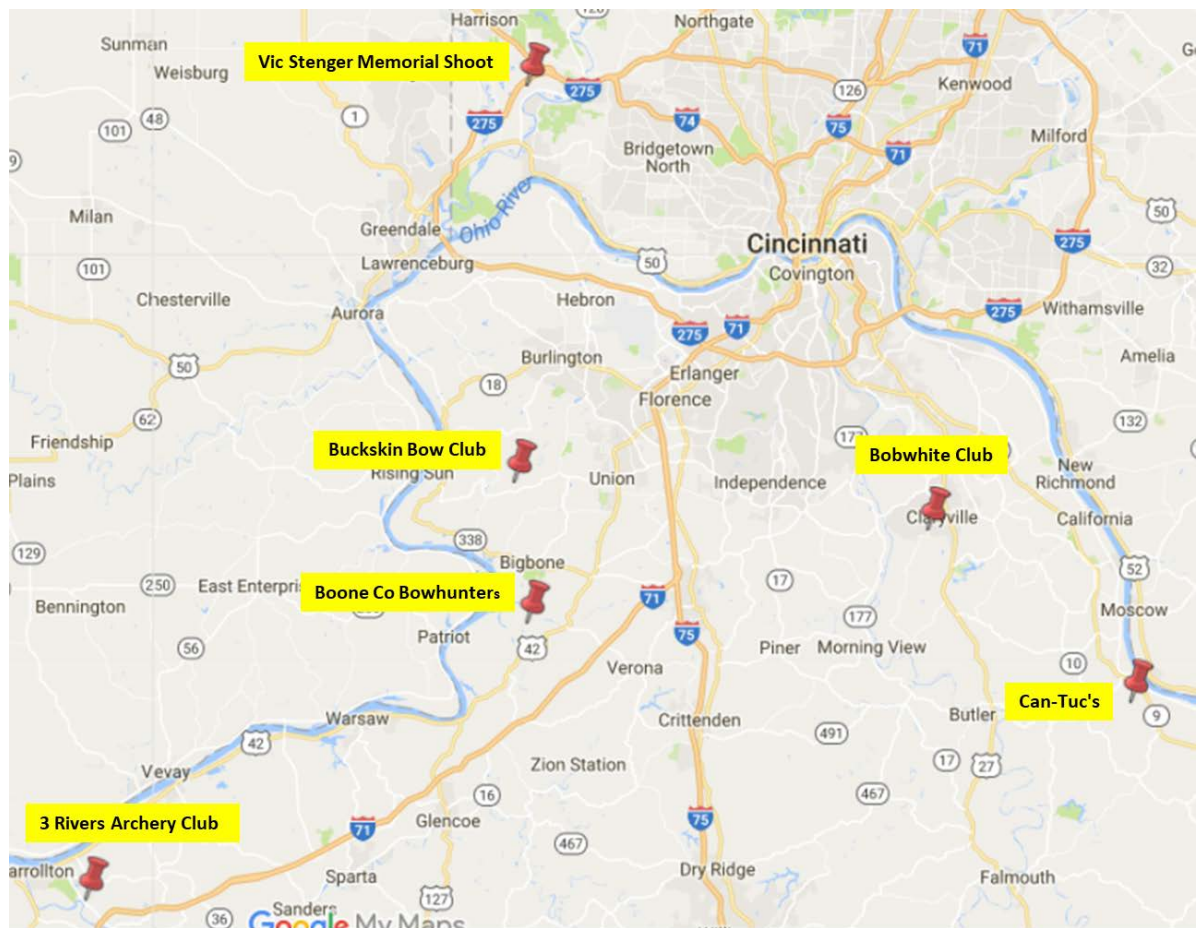 Harrison
128
Northgate
Sunman
Vic Stenger Memorial Shoot
71
Weisburg
275
126
Kenwood
1
48
101
275
74
75
Milford
Bridgetown
North
71
9
50
Milan
Ohio River
Greendale
Cincinnati
275
50
Lawrenceburg
Covington
32
101
Chesterville
Hebron
Aurora
275
Withamsville
71
275
Burlington
Amelia
50
Erlanger
18
Florence
62
132
Friendship
177
Buckskin Bow Club
Bobwhite Club
Rising Sun
New
Richmond
Plains
Union
Independence
Claryville
California
338
129
Bigbone
52
250
East Enterpri
17
Boone Co Bowhunters
71
Bennington
Moscow
177
Patriot
75
56
42
Piner
Morning View
10
Verona
Can-Tuc's
Warsaw
Crittenden
Butler
9
42
491
Zion Station
17
27
Vevay
16
467
3 Rivers Archery Club
Glencoe
75
71
467
arrollton
Sparta
Dry Ridge
Falmouth
127
Sanders
36
Google My Maps